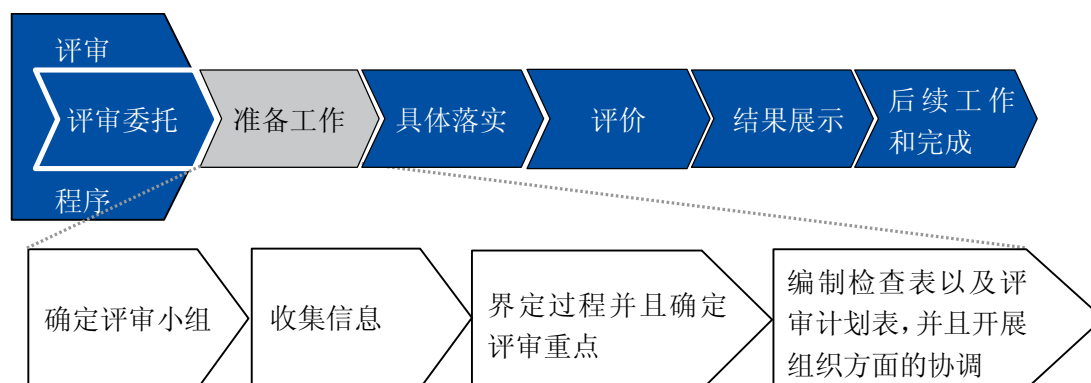 评审
评审委托
程序
准备工作
具体落实
评价
结果展示
后续工作
和完成
确定评审小组
收集信息
界定过程并且确定
评审重点
编制检查表以及评
审计划表，并且开展
组织方面的协调